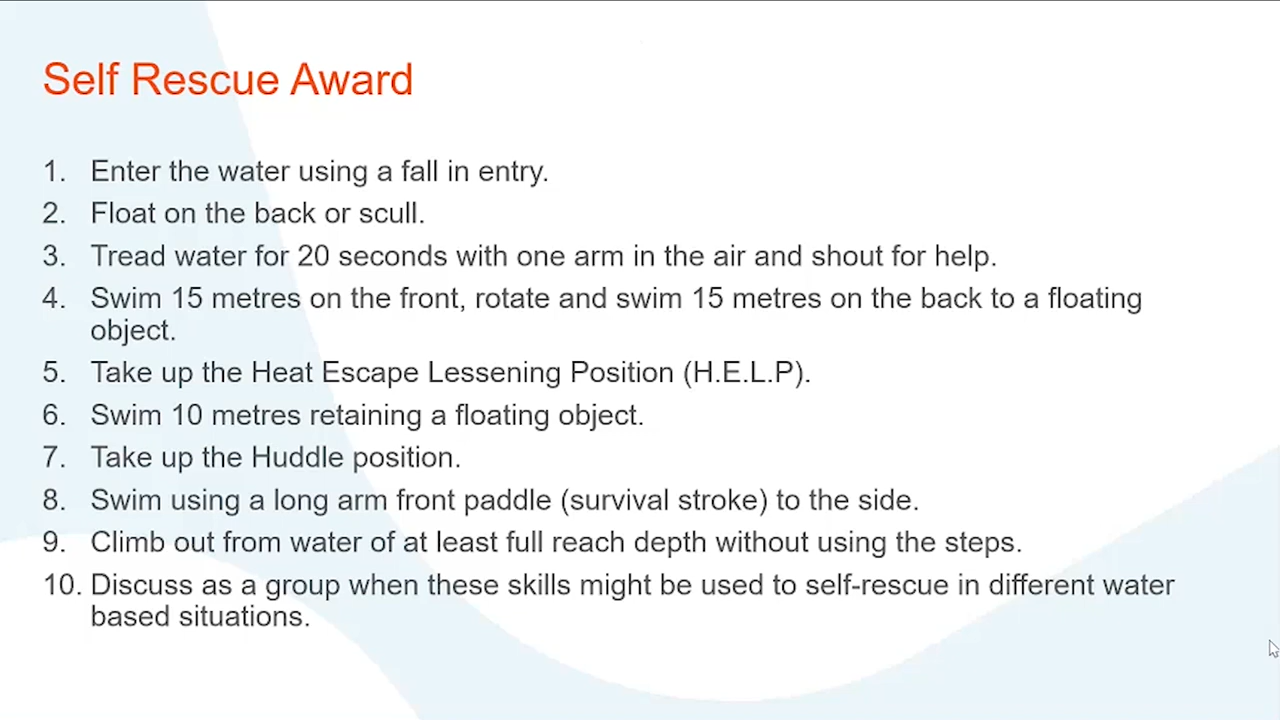 Self Rescue Award
1. Enter the water using a fall in entry.
2. Float on the back or scull.
3. Tread water for 20 seconds with one arm in the air and shout for help.
4. Swim 15 metres on the front, rotate and swim 15 metres on the back to a floating
object.
5. Take up the Heat Escape Lessening Position (H.E.L.P).
6. Swim 10 metres retaining a floating object.
7. Take up the Huddle position.
8. Swim using a long arm front paddle (survival stroke) to the side.
9. Climb out from water of at least full reach depth without using the steps.
10. Discuss as a group when these skills might be used to self-rescue in different water
based situations.